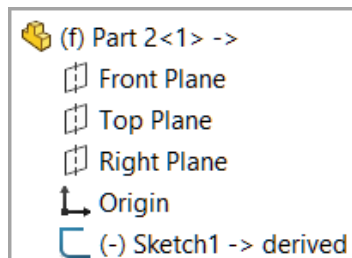 (f) Part 2<1> ->
Front Plane
Top Plane
Right Plane
Origin
(-) Sketch1 -> derived